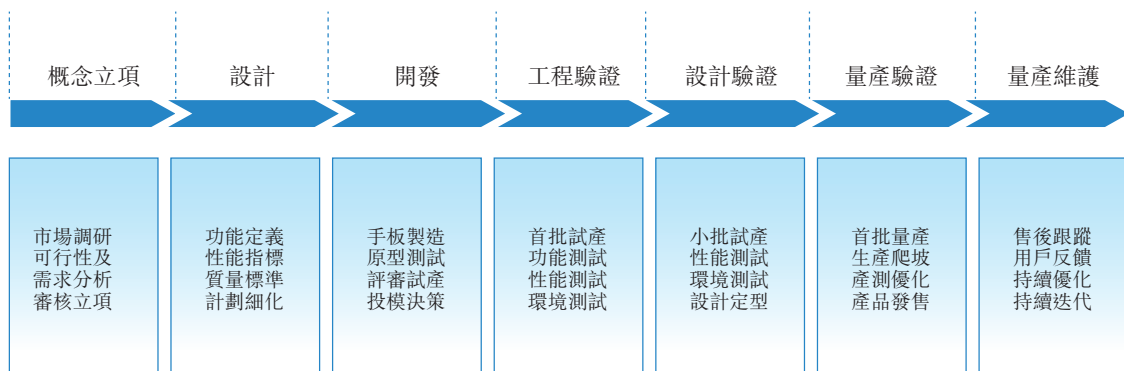 概念立項
設計
開發
工程驗證
設計驗證
量產驗證
量產維護
市場調研
可行性及
需求分析
審核立項
功能定義
性能指標
質量標準
計劃細化
手板製造
原型測試
評審試產
投模決策
首批試產
功能測試
性能測試
環境測試
小批試產
性能測試
環境測試
設計定型
首批量產
生產爬坡
產測優化
產品發售
售後跟蹤
用戶反饋
持續優化
持續迭代